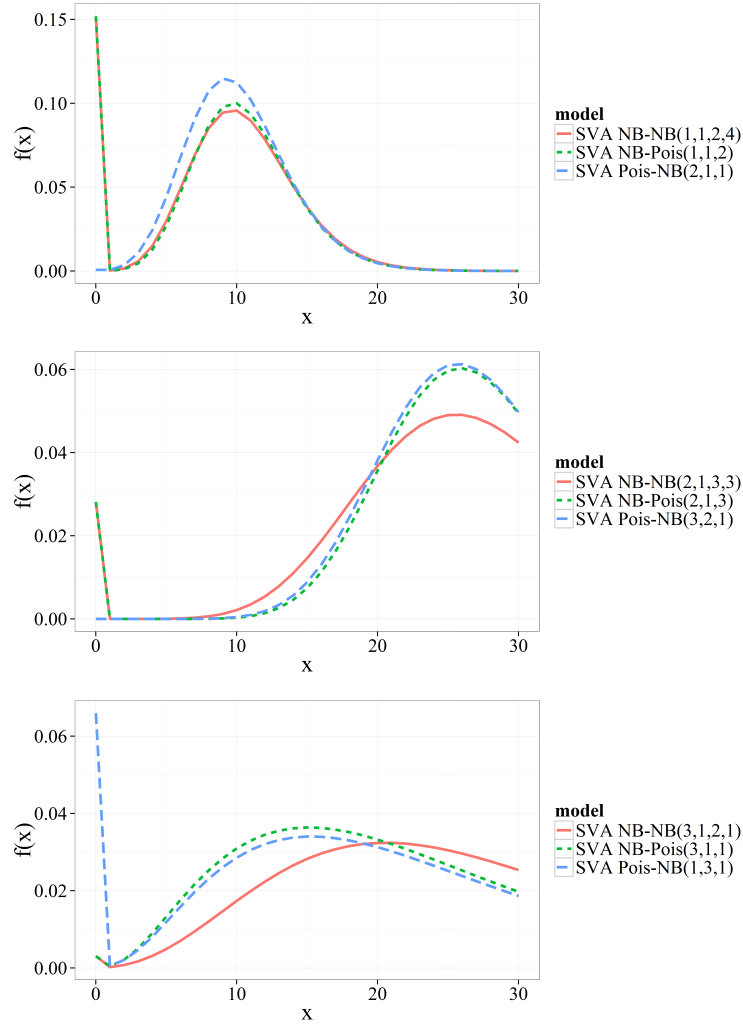 0.15
0.10
0.05
0.00
f(x)
0 10 20 30
x
model
SVA NB-NB(1,1,2,4)
SVA NB-Pois(1,1,2)
SVA Pois-NB(2,1,1)
0.06
0.04
0.02
0.00
f(x)
0 10 20 30
x
model
SVA NB-NB(2,1,3,3)
SVA NB-Pois(2,1,3)
SVA Pois-NB(3,2,1)
0.06
0.04
0.02
0.00
f(x)
0 10 20 30
x
model
SVA NB-NB(3,1,2,1)
SVA NB-Pois(3,1,1)
SVA Pois-NB(1,3,1)